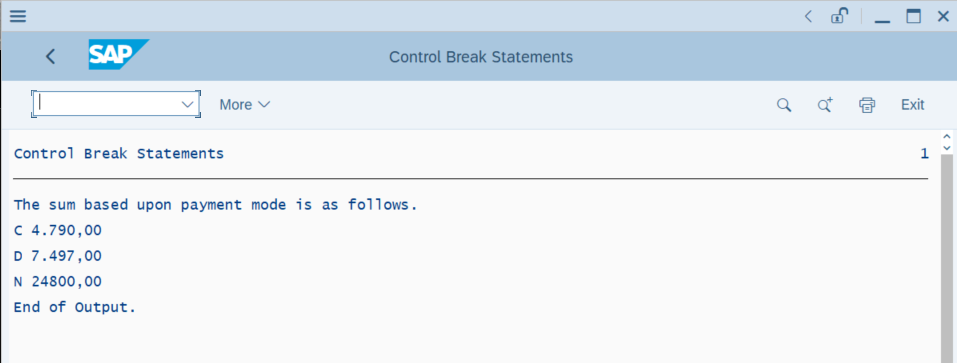 SAP
Control Break Statements
More
Exit
Control Break Statements 1
The sum based upon payment mode is as follows.
C 4.790,00
D 7.497,00
N 24800,00
End of Output.